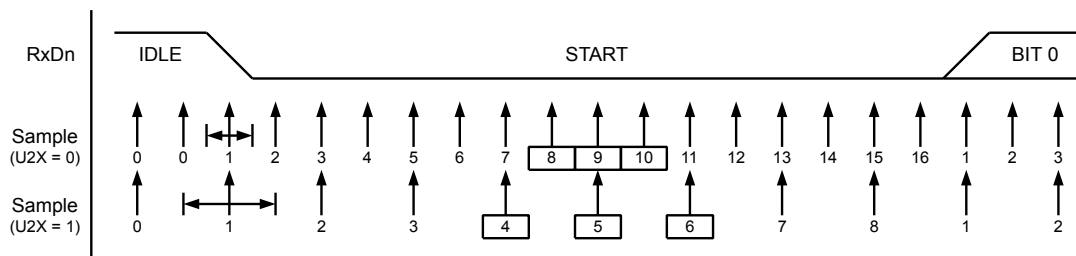 RxDn IDLE START BIT 0
Sample
(U2X = 0) 0 0 1 2 3 4 5 6 7 8 9 10 11 12 13 14 15 16 1 2 3
Sample
(U2X = 1) 0 1 2 3 4 5 6 7 8 1 2